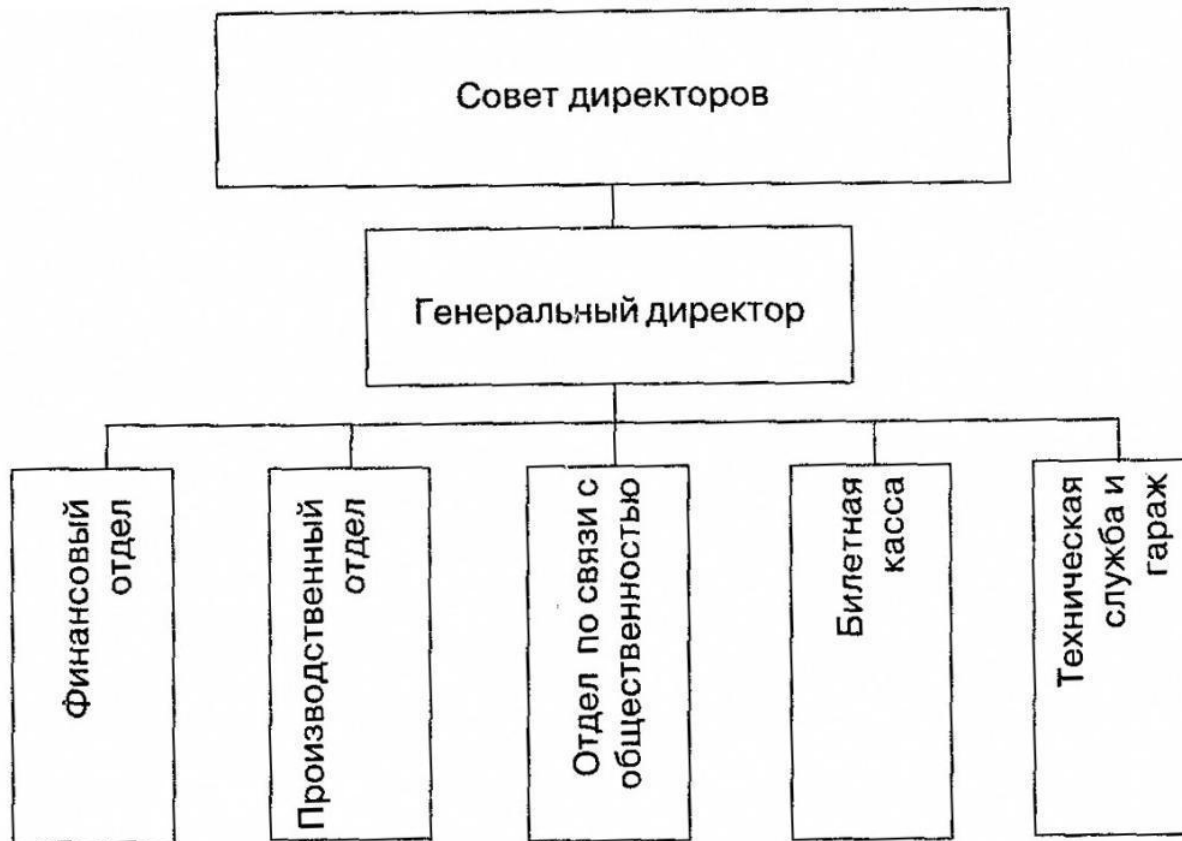 Совет директоров
Генеральный директор
Финансовый
отдел
Производственный
отдел
Отдел по связи с
общественностью
Билетная
касса
Техническая
служба и
гараж